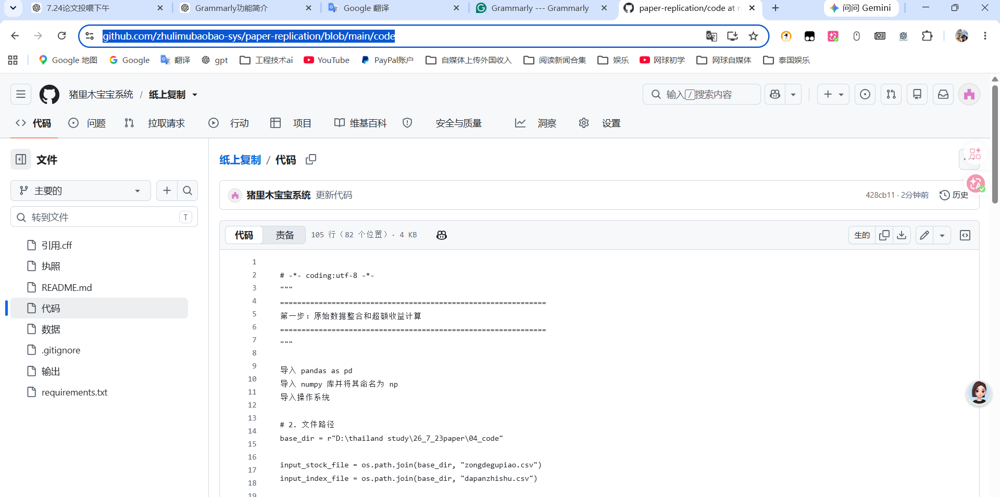 7.24论文投喂下午
Grammarly功能简介
Google 翻译
Grammarly --- Grammarly
paper-replication/code at
问问 Gemini
github.com/zhulimubaobao-sys/paper-replication/blob/main/code
Google 地图
Google
翻译
gpt
工程技术ai
YouTube
PayPal账户
自媒体上传外国收入
阅读新闻合集
娱乐
网球初学
网球自媒体
泰国娱乐
猪里木宝宝系统 / 纸上复制
输入/搜索内容
代码
问题
拉取请求
行动
项目
维基百科
安全与质量
洞察
设置
文件
主要的
转到文件
T
引用.cff
执照
README.md
代码
数据
.gitignore
输出
requirements.txt
纸上复制 / 代码
猪里木宝宝系统 更新代码
428cb11 · 2分钟前
历史
代码
责备
105 行 (82 个位置) · 4 KB
生的
1
2 # -*- coding:utf-8 -*-
3 """
4 ==============================================================
5 第一步：原始数据整合和超额收益计算
6 ==============================================================
7 """
8
9 导入 pandas as pd
10 导入 numpy 库并将其命名为 np
11 导入操作系统
12
13 # 2. 文件路径
14 base_dir = r"D:\thailand study\26_7_23paper\04_code"
15
16 input_stock_file = os.path.join(base_dir, "zongdegupiao.csv")
17 input_index_file = os.path.join(base_dir, "dapanzhishu.csv")
18
19